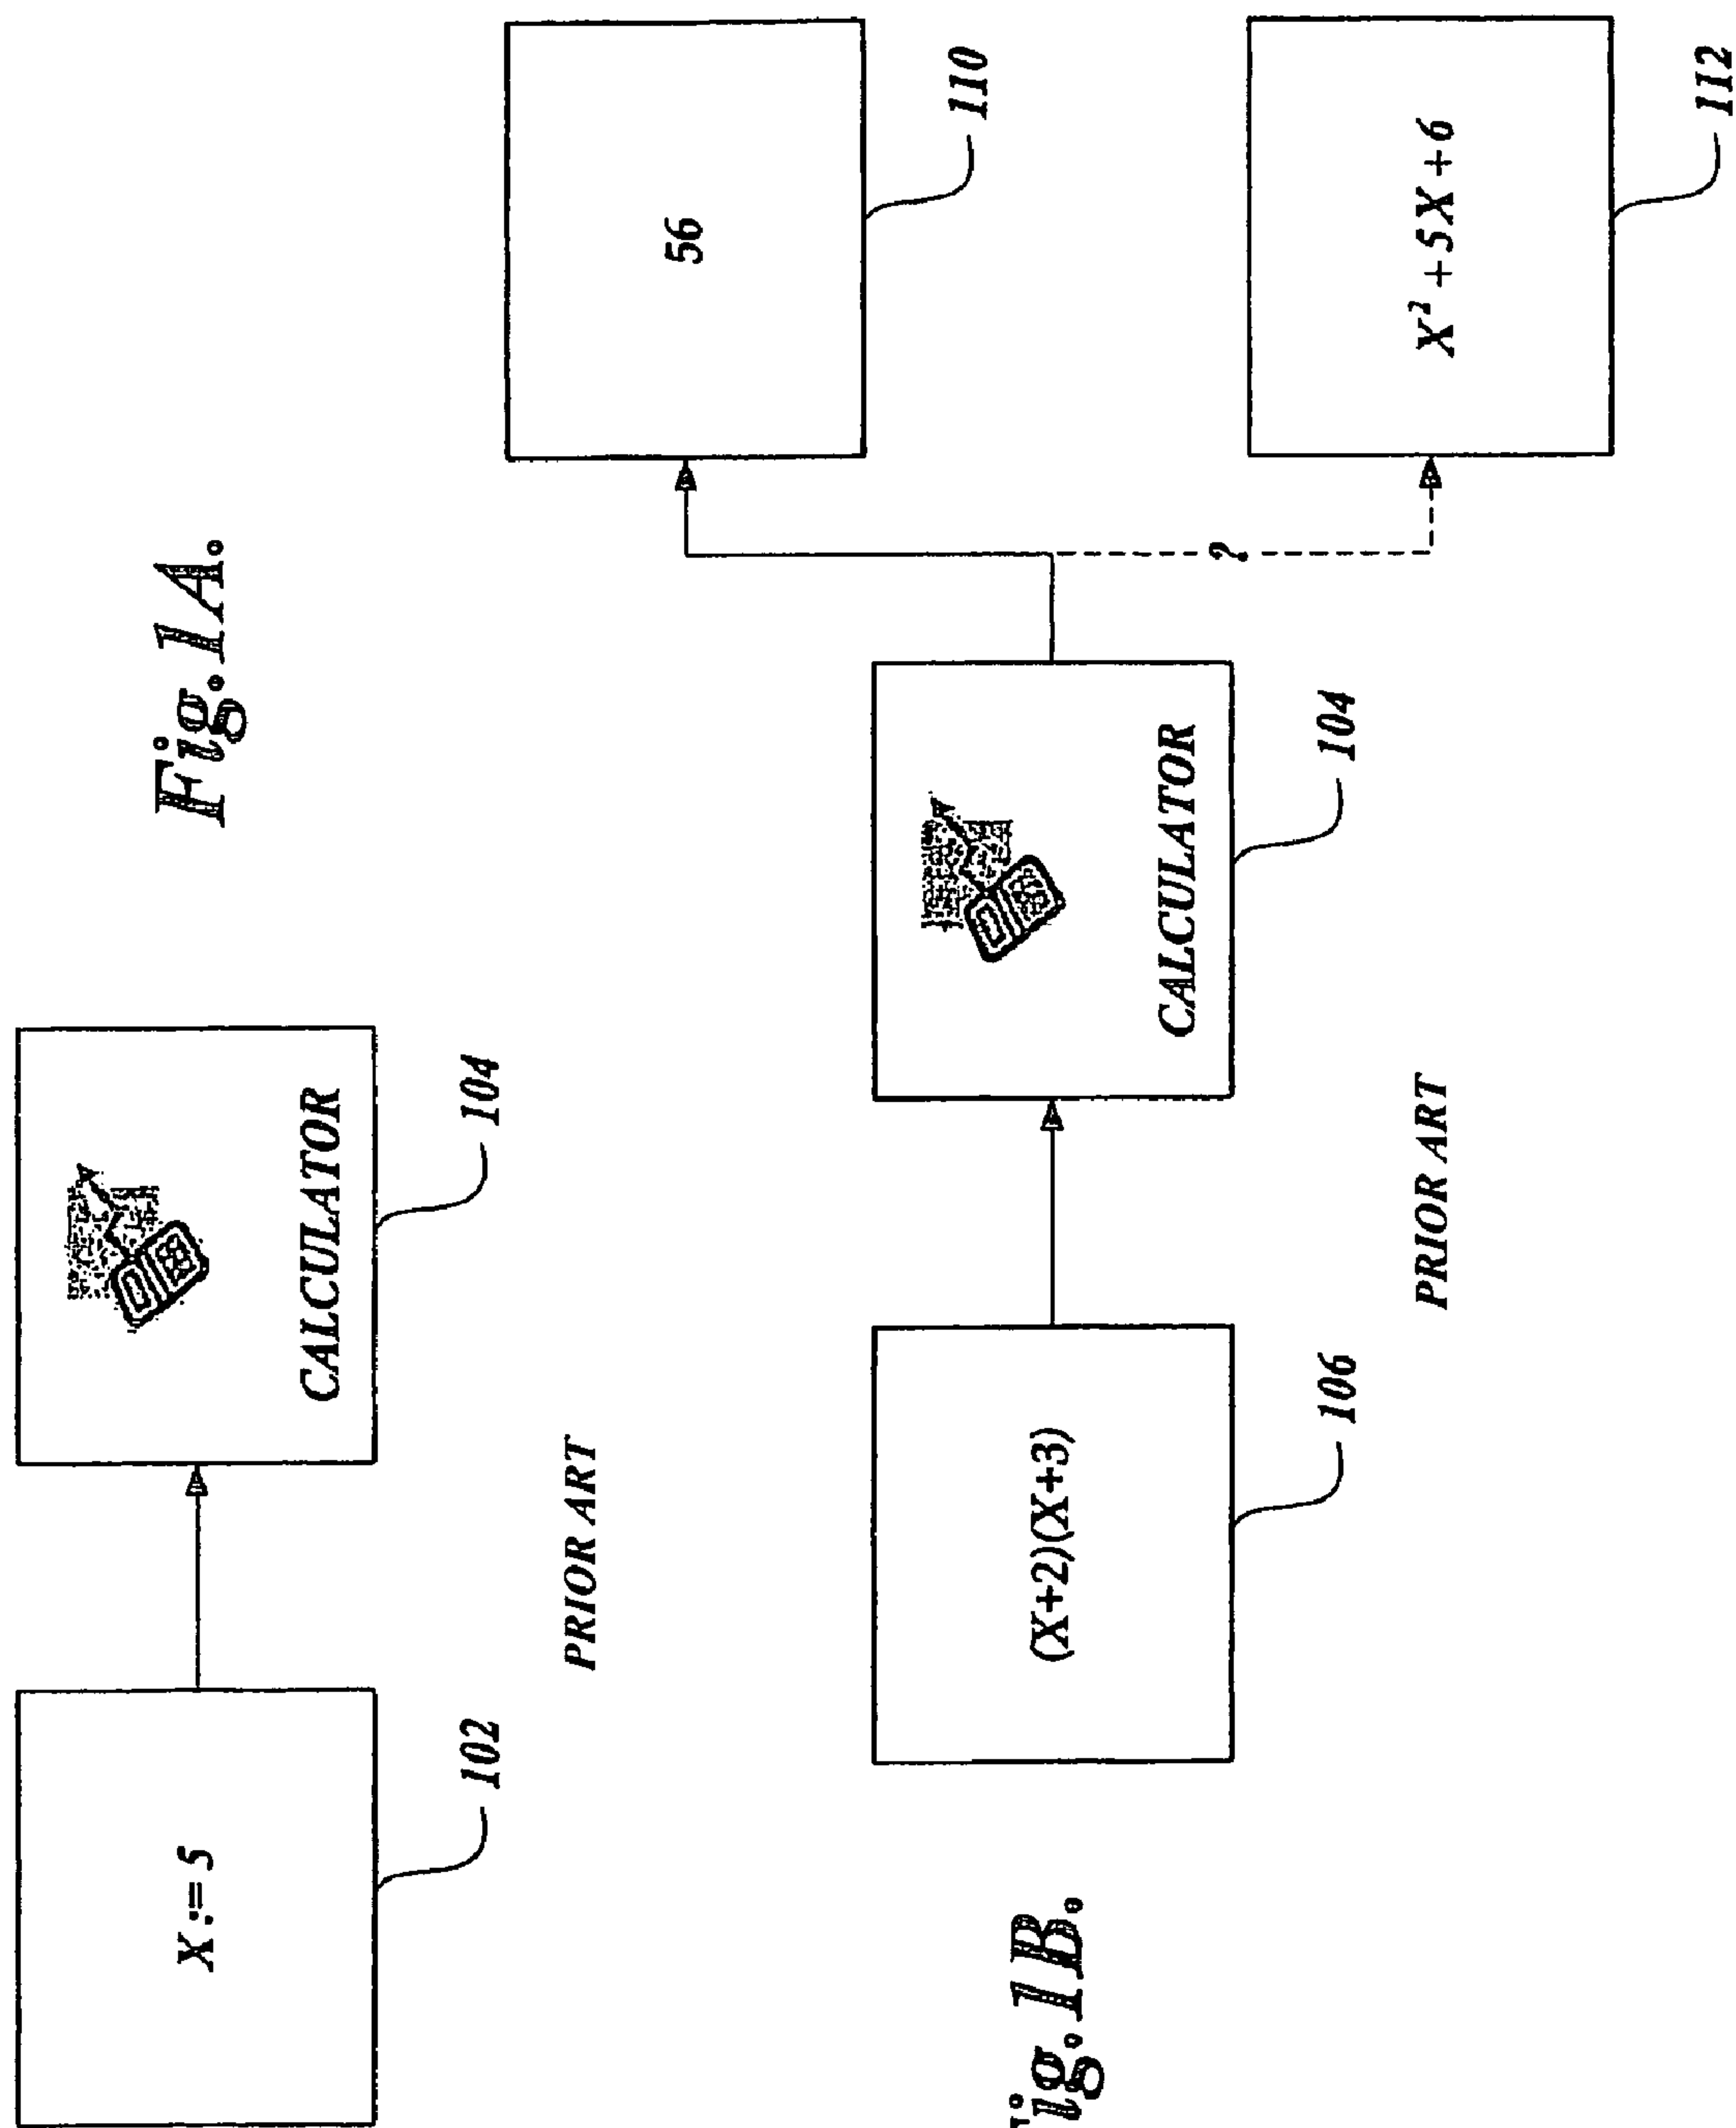 X := 5
102
CALCULATOR
104
PRIOR ART
Fig.1A.
(X+2)(X+3)
106
CALCULATOR
104
?
56
110
X² + 5X + 6
112
PRIOR ART
ig.1B.